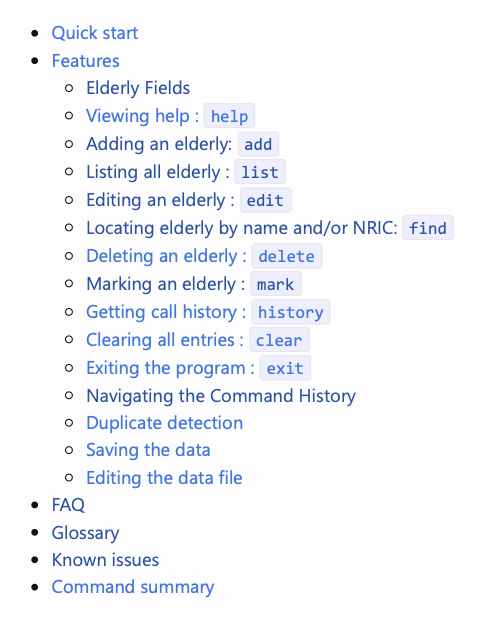 Quick start
Features
Elderly Fields
Viewing help : help
Adding an elderly: add
Listing all elderly : list
Editing an elderly : edit
Locating elderly by name and/or NRIC: find
Deleting an elderly : delete
Marking an elderly : mark
Getting call history : history
Clearing all entries : clear
Exiting the program : exit
Navigating the Command History
Duplicate detection
Saving the data
Editing the data file
FAQ
Glossary
Known issues
Command summary